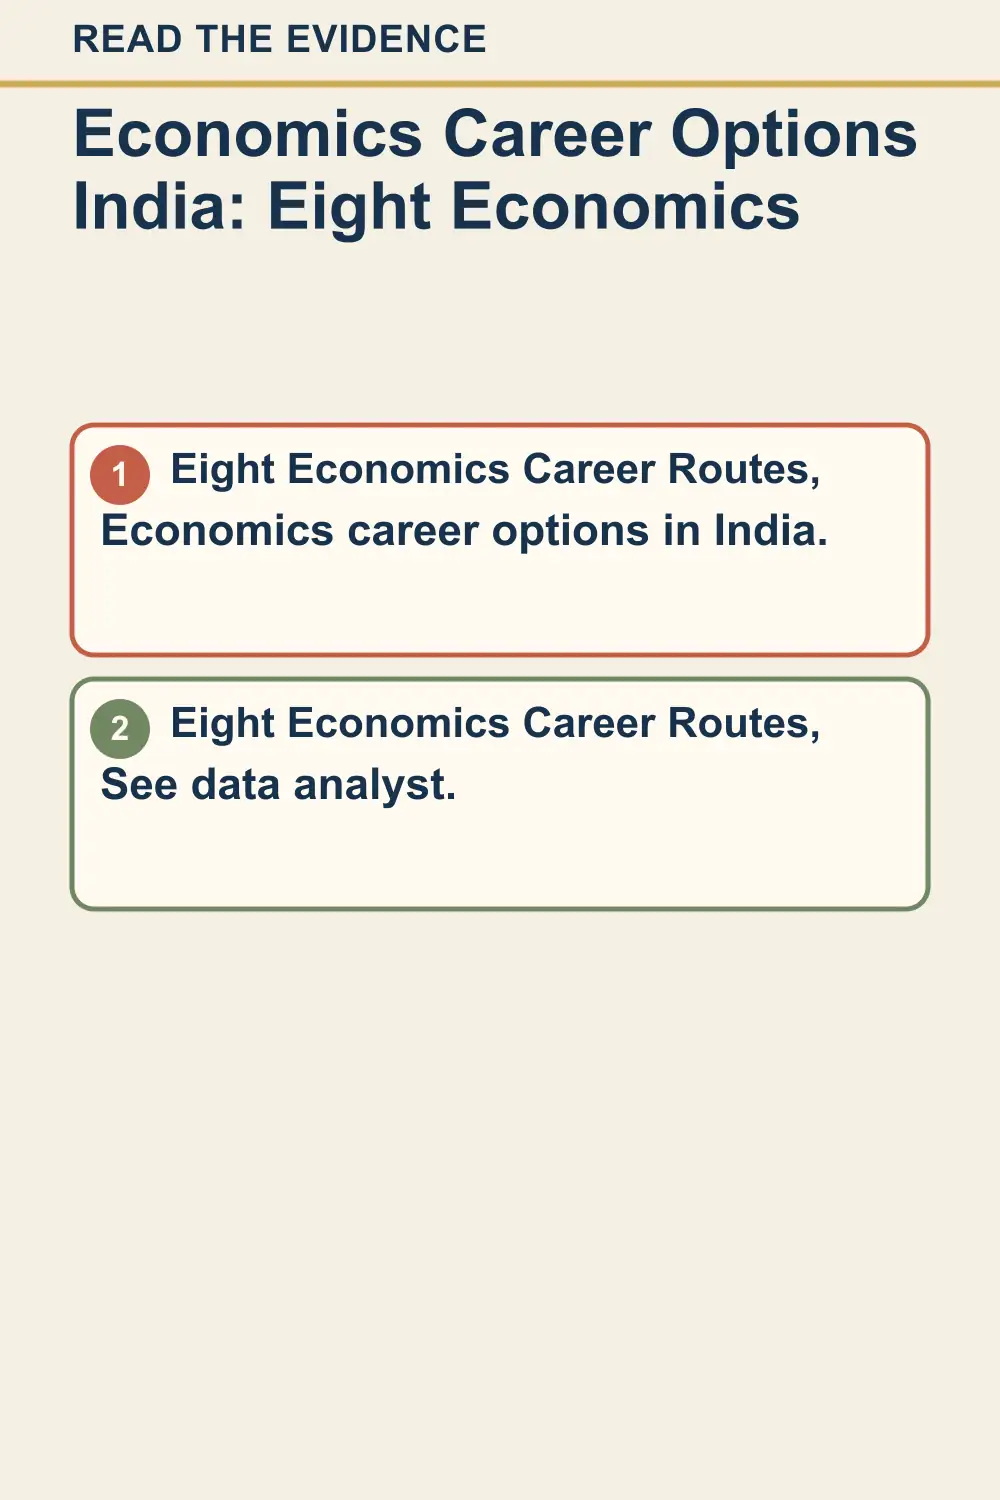 READ THE EVIDENCE
Economics Career Options
India: Eight Economics
1 Eight Economics Career Routes,
Economics career options in India.
2 Eight Economics Career Routes,
See data analyst.